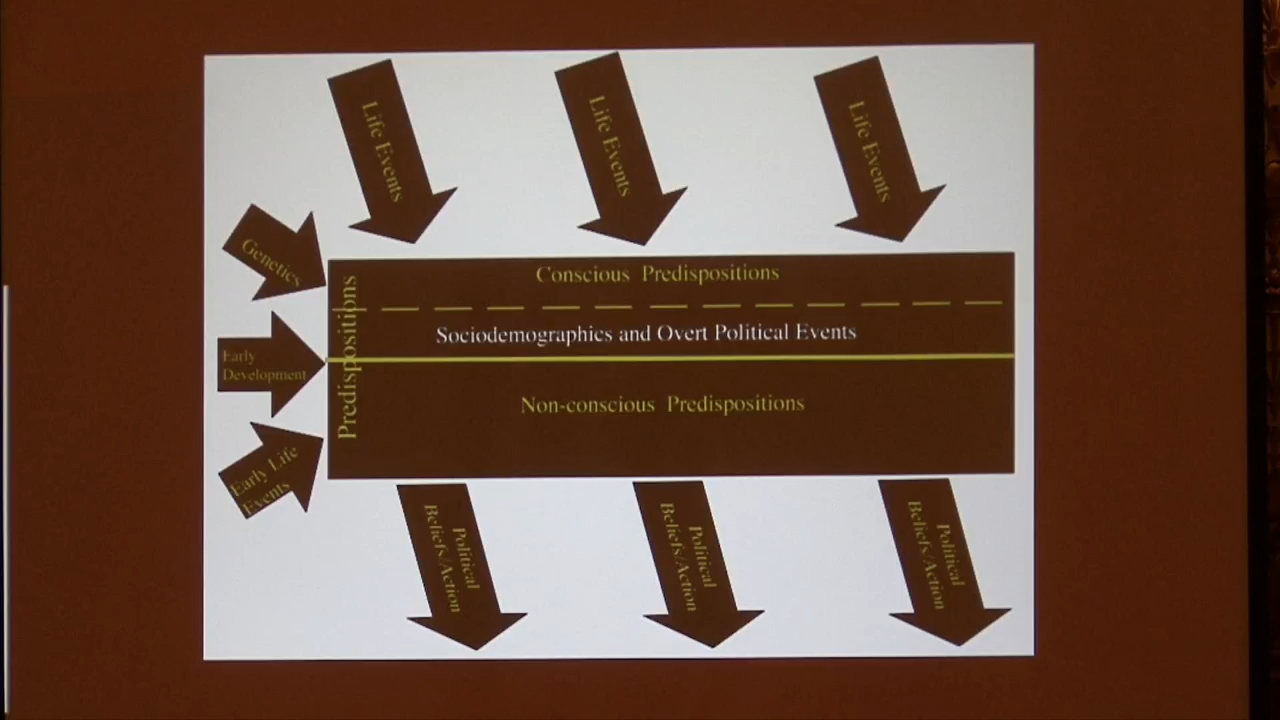 Life Events
Life Events
Life Events
Genetics
Early
Development
Early Life
Events
Predispositions
Conscious Predispositions
Sociodemographics and Overt Political Events
Non-conscious Predispositions
Political
Beliefs/Action
Political
Beliefs/Action
Political
Beliefs/Action